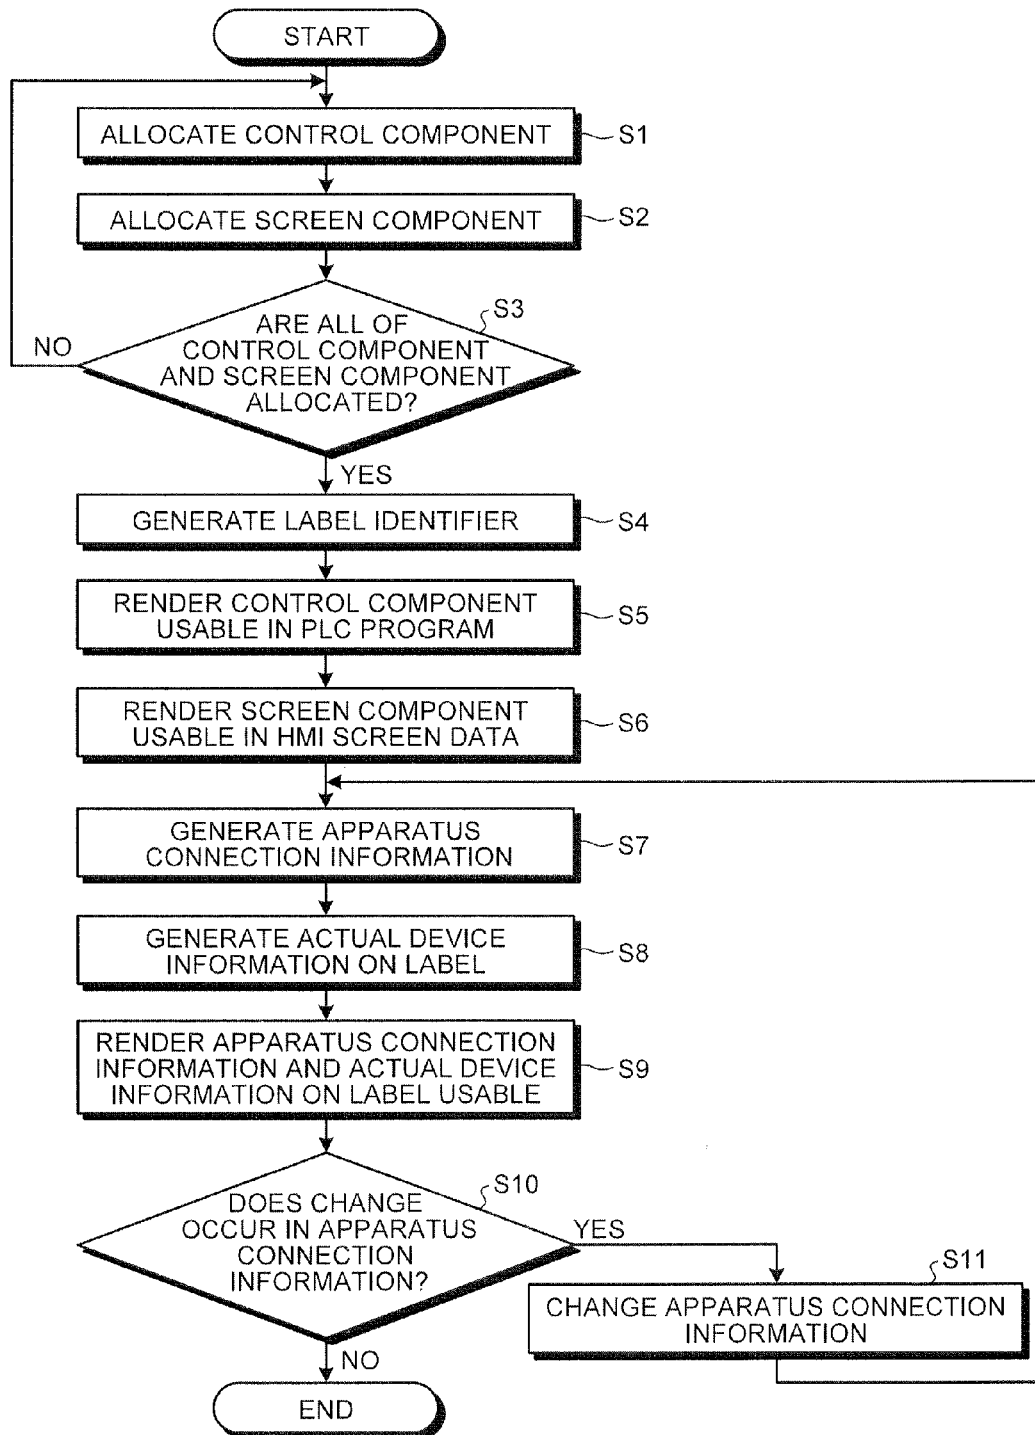 START
ALLOCATE CONTROL COMPONENT
S1
ALLOCATE SCREEN COMPONENT
S2
S3
ARE ALL OF
CONTROL COMPONENT
AND SCREEN COMPONENT
ALLOCATED?
NO
YES
GENERATE LABEL IDENTIFIER
S4
RENDER CONTROL COMPONENT
USABLE IN PLC PROGRAM
S5
RENDER SCREEN COMPONENT
USABLE IN HMI SCREEN DATA
S6
GENERATE APPARATUS
CONNECTION INFORMATION
S7
GENERATE ACTUAL DEVICE
INFORMATION ON LABEL
S8
RENDER APPARATUS CONNECTION
INFORMATION AND ACTUAL DEVICE
INFORMATION ON LABEL USABLE
S9
S10
DOES CHANGE
OCCUR IN APPARATUS
CONNECTION
INFORMATION?
YES
S11
CHANGE APPARATUS CONNECTION
INFORMATION
NO
END